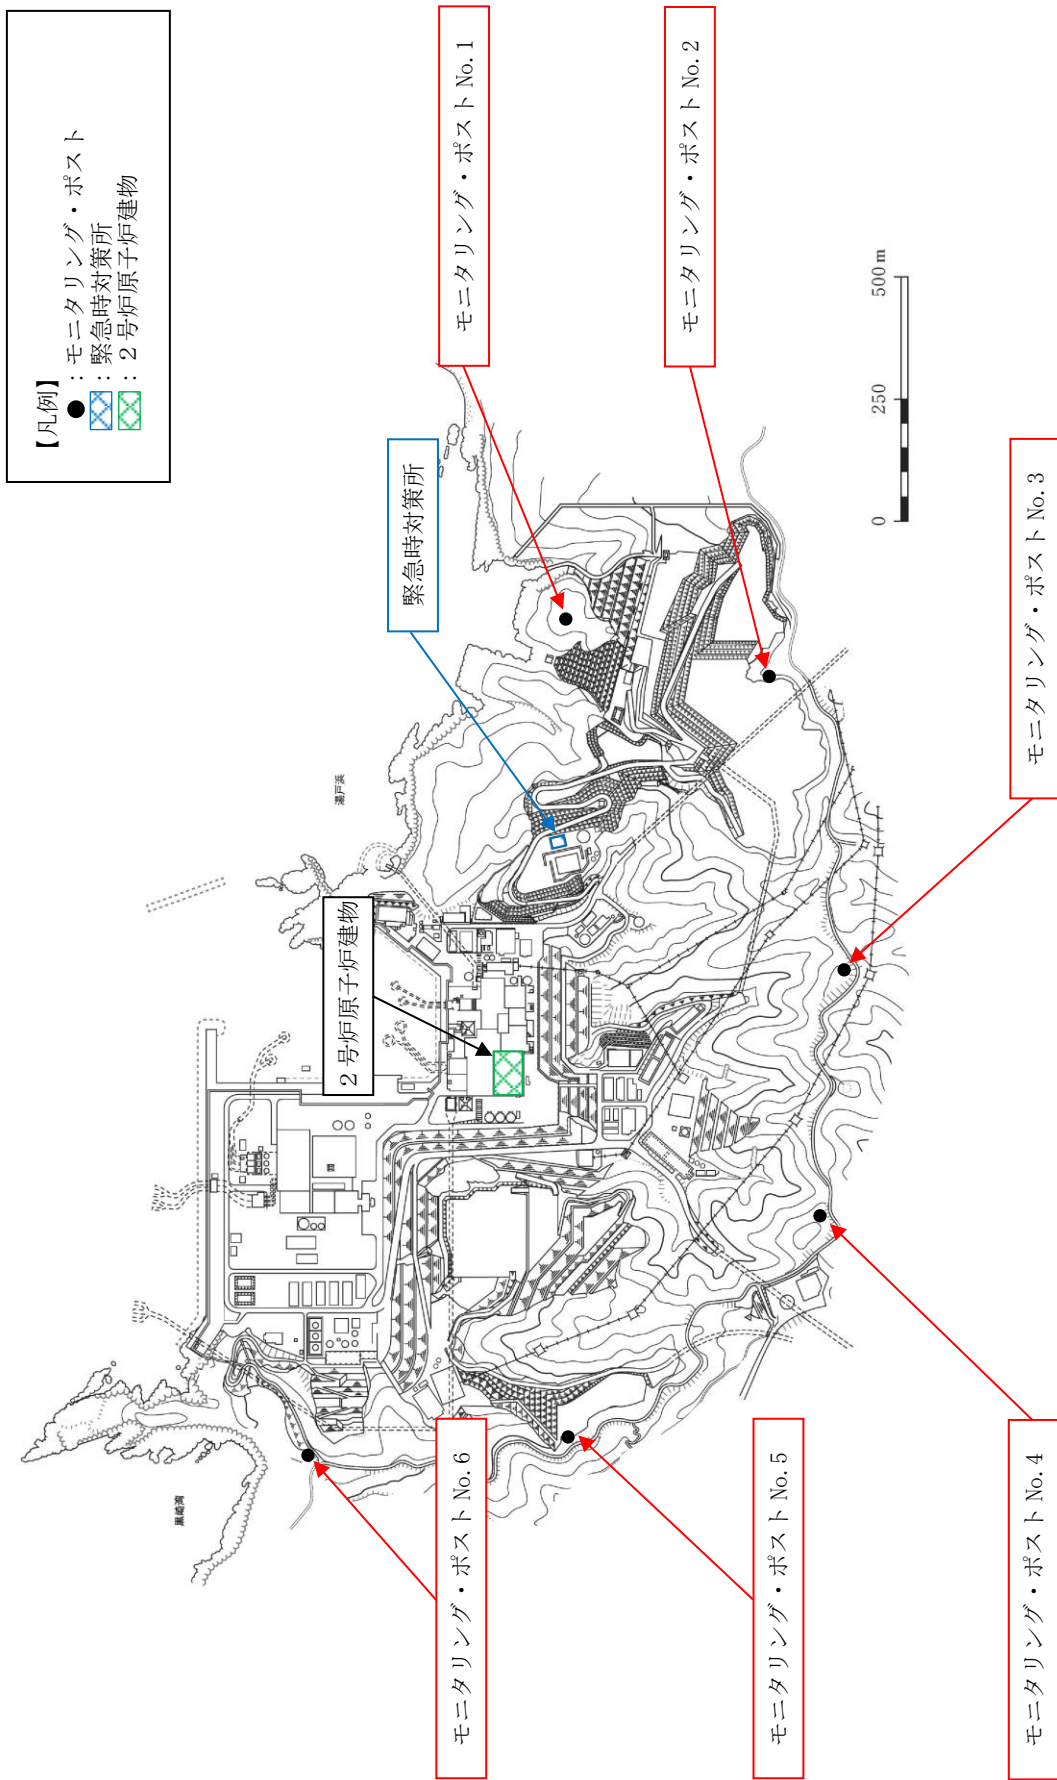 【凡例】
● : モニタリング・ポスト
: 緊急時対策所
: 2号炉原子炉建物
モニタリング・ポスト No.1
モニタリング・ポスト No.2
モニタリング・ポスト No.3
緊急時対策所
2号炉原子炉建物
0 250 500 m
モニタリング・ポスト No.4
モニタリング・ポスト No.5
モニタリング・ポスト No.6